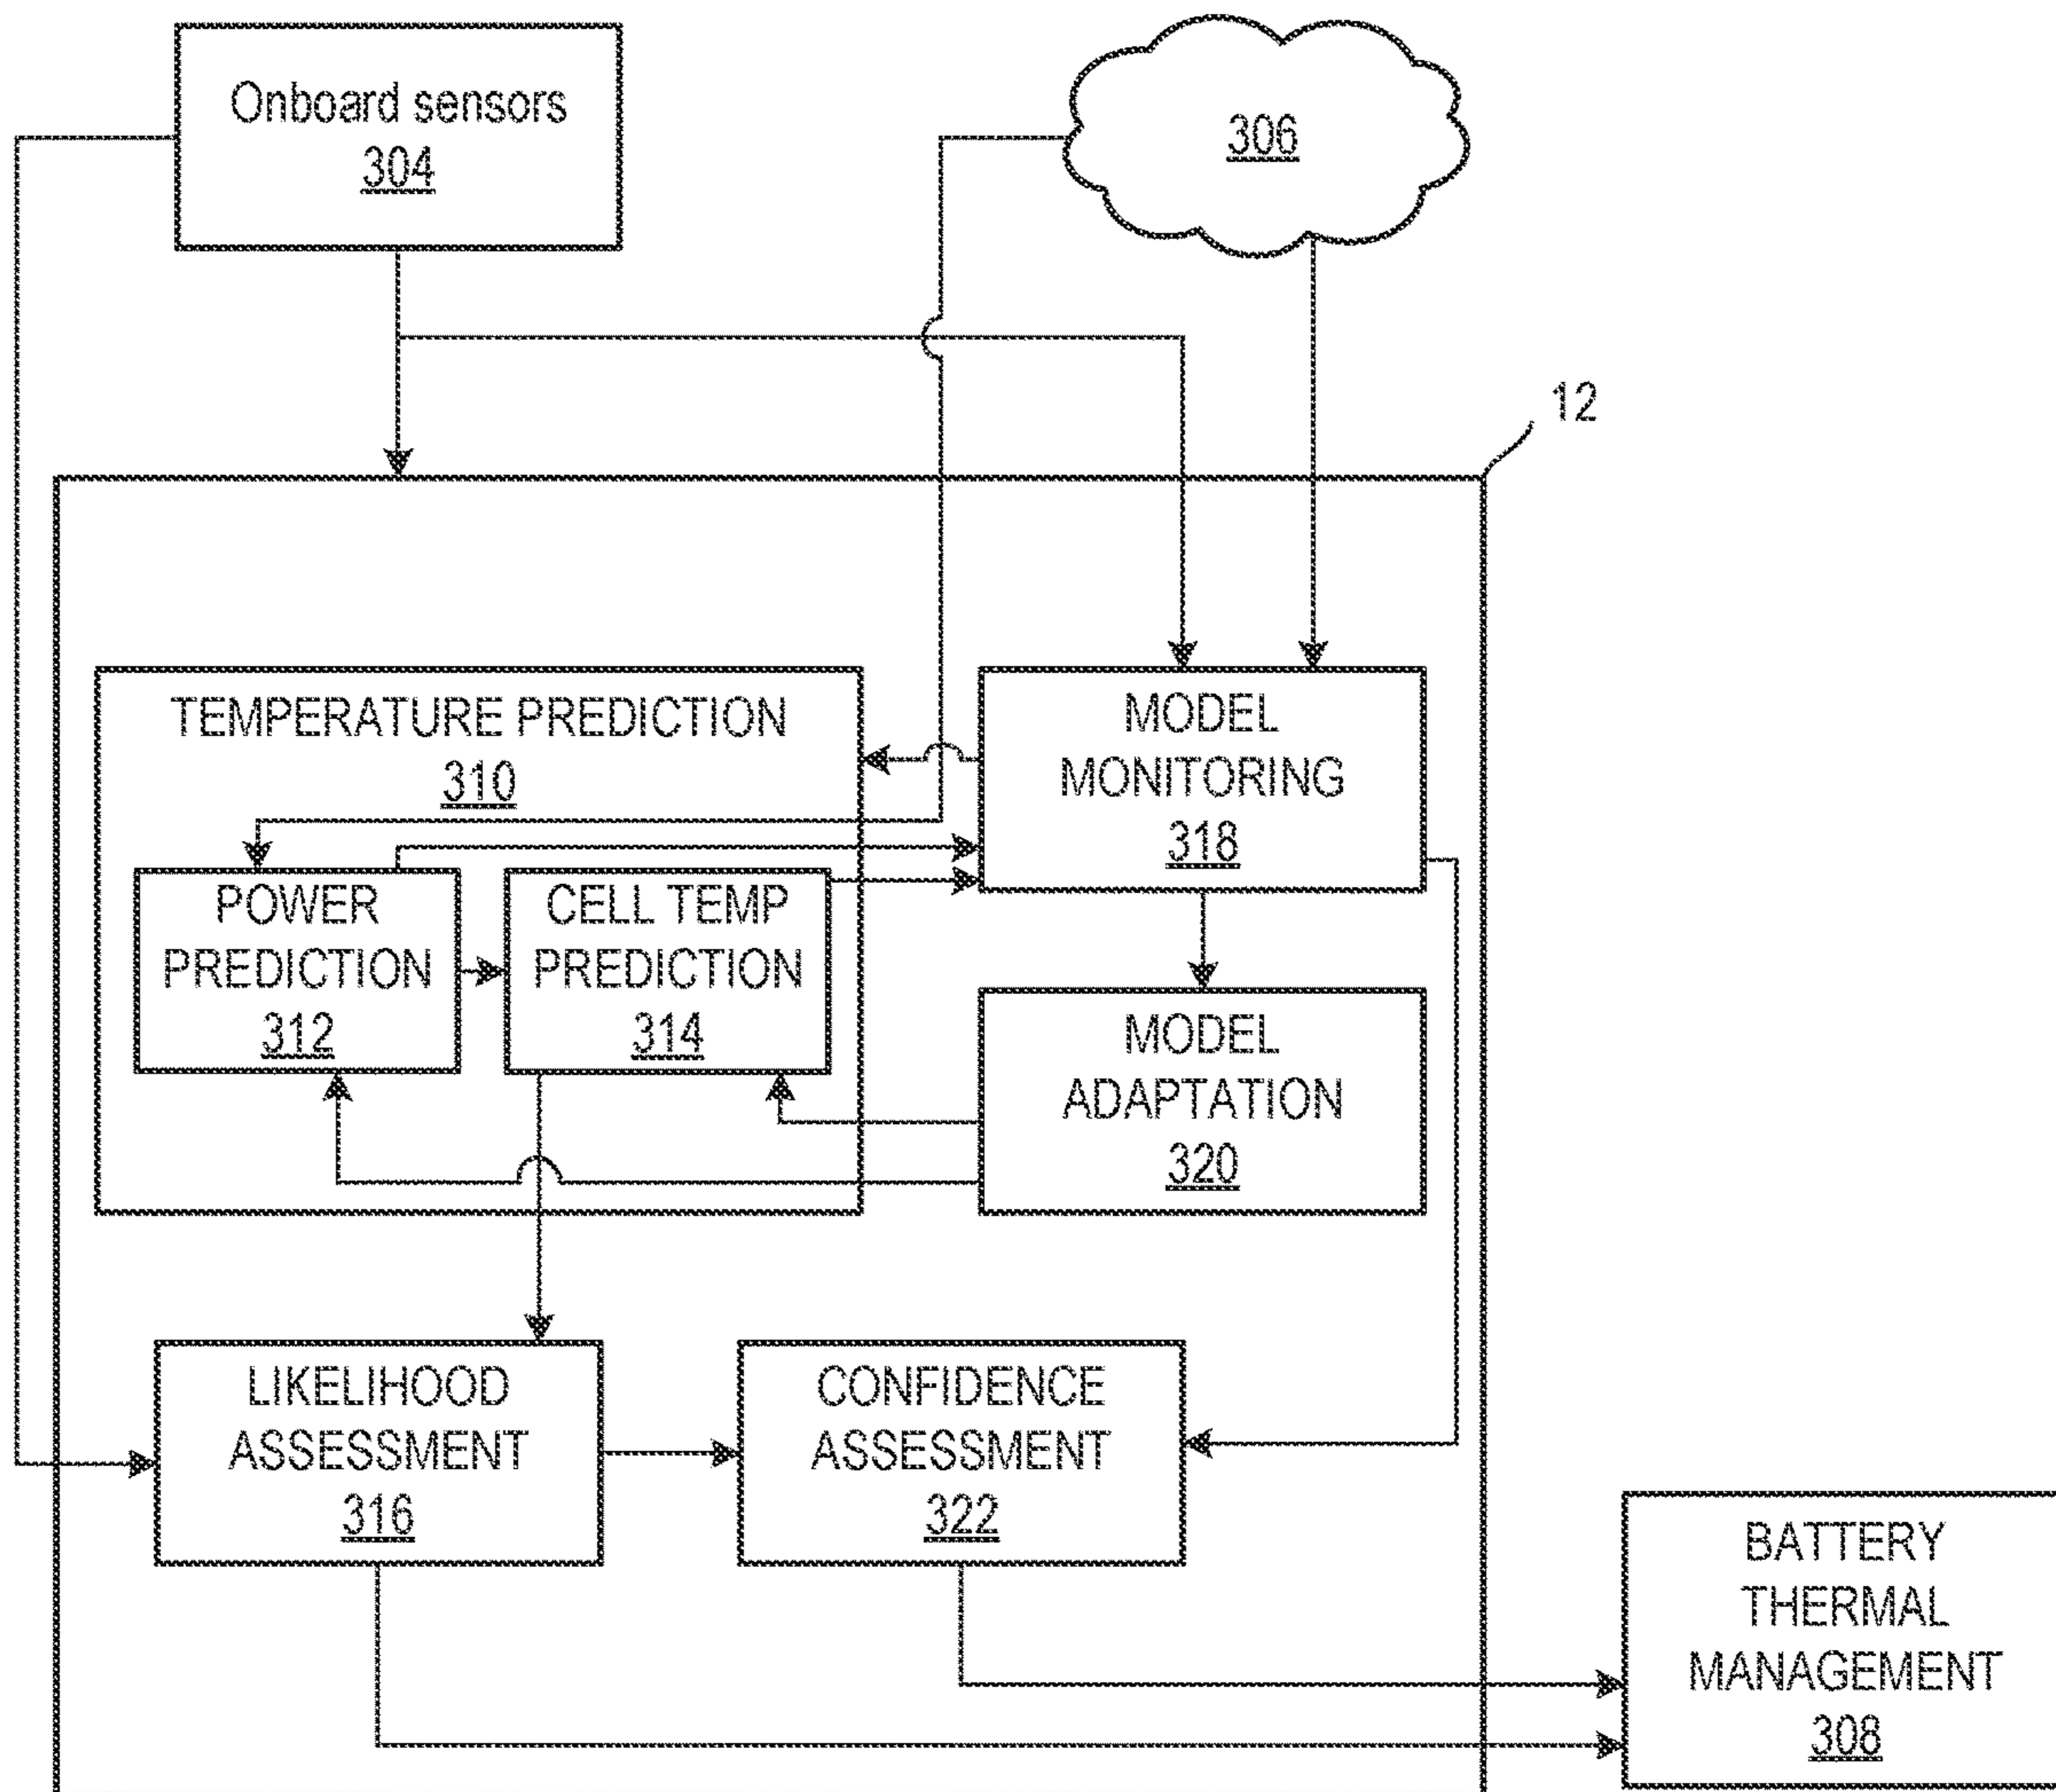 Onboard sensors
304
306
12
TEMPERATURE PREDICTION
310
MODEL
MONITORING
318
POWER
PREDICTION
312
CELL TEMP
PREDICTION
314
MODEL
ADAPTATION
320
LIKELIHOOD
ASSESSMENT
316
CONFIDENCE
ASSESSMENT
322
BATTERY
THERMAL
MANAGEMENT
308